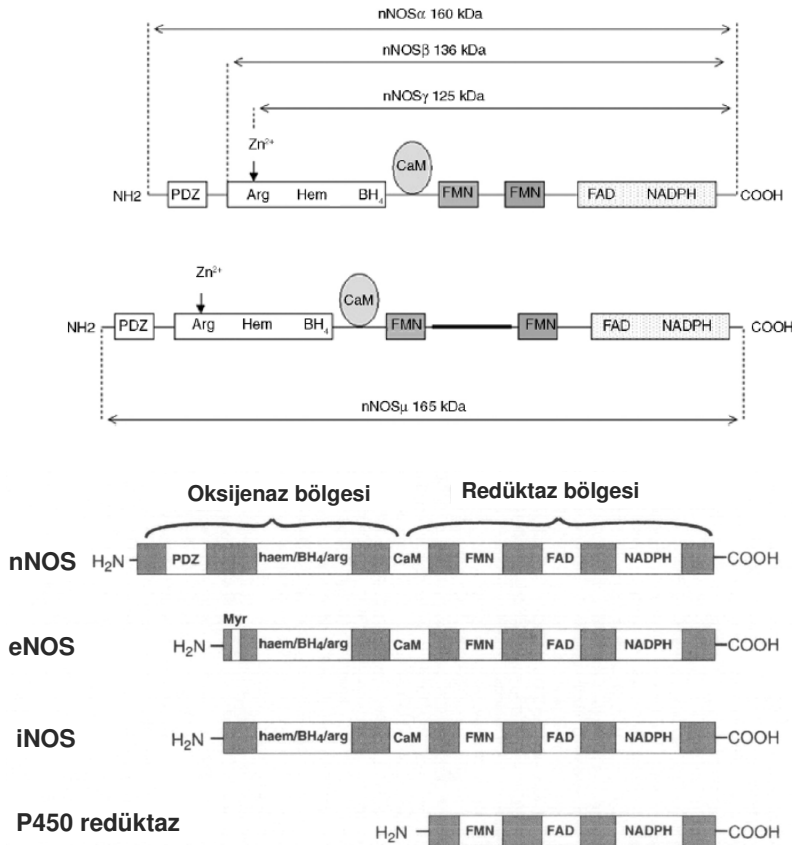 nNOSα 160 kDa
nNOSβ 136 kDa
nNOSγ 125 kDa
Zn²⁺
CaM
NH2 PDZ Arg Hem BH₄ FMN FMN FAD NADPH COOH
Zn²⁺
CaM
NH2 PDZ Arg Hem BH₄ FMN FMN FAD NADPH COOH
nNOSµ 165 kDa
Oksijenaz bölgesi Redüktaz bölgesi
nNOS H₂N PDZ haem/BH₄/arg CaM FMN FAD NADPH COOH
Myr
eNOS H₂N haem/BH₄/arg CaM FMN FAD NADPH COOH
iNOS H₂N haem/BH₄/arg CaM FMN FAD NADPH COOH
P450 redüktaz H₂N FMN FAD NADPH COOH